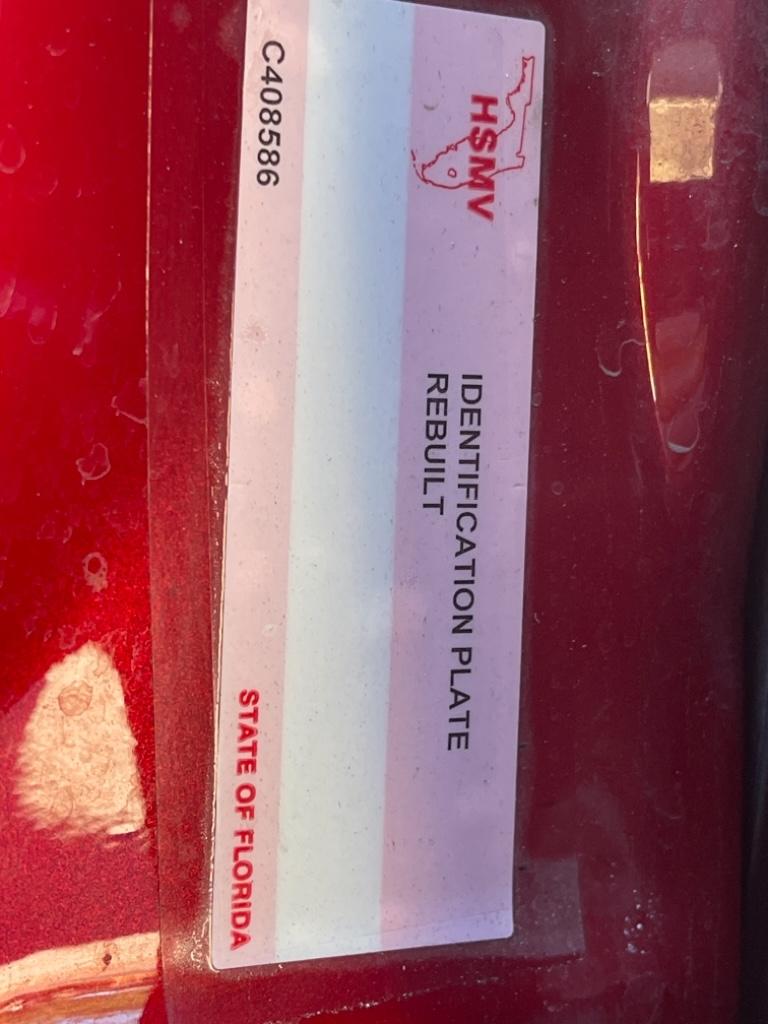 HSMV
IDENTIFICATION PLATE
REBUILT
C408586
STATE OF FLORIDA